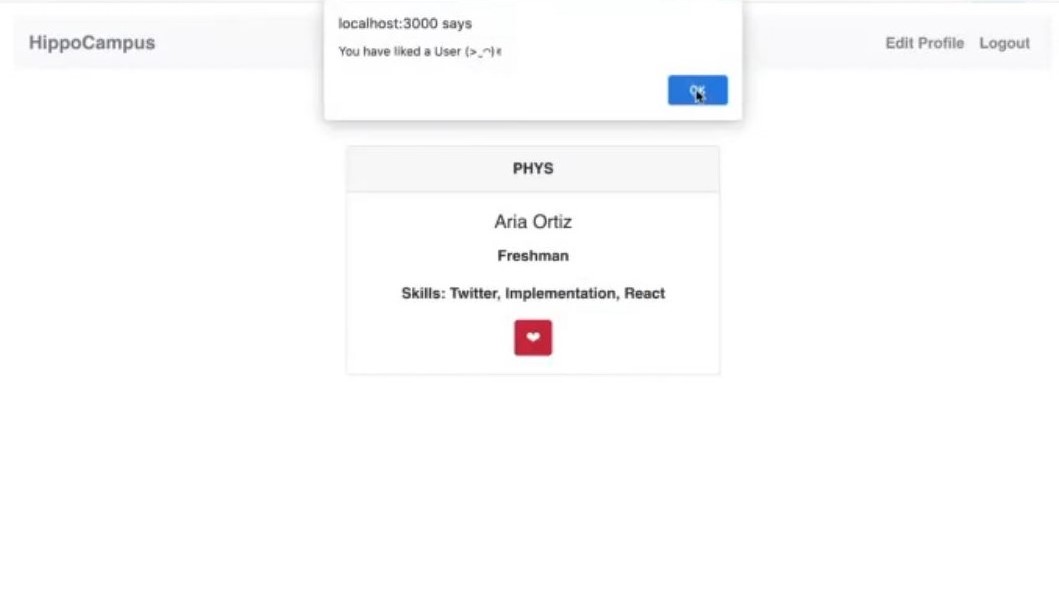 localhost:3000 says
You have liked a User (>‿◠)✌
OK
HippoCampus
Edit Profile Logout
PHYS
Aria Ortiz
Freshman
Skills: Twitter, Implementation, React
❤